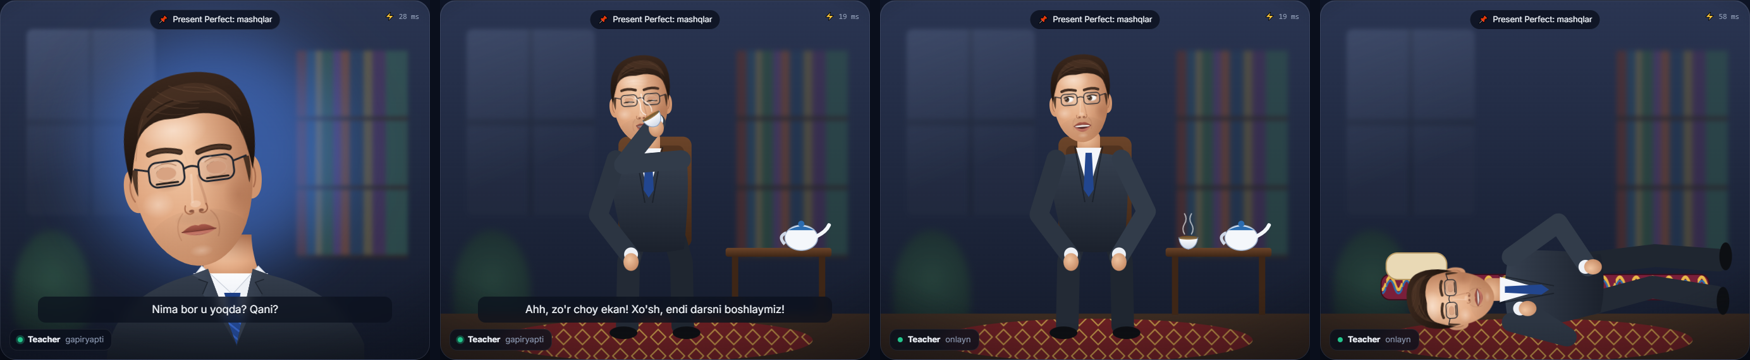 Present Perfect: mashqlar
28 ms
Nima bor u yoqda? Qani?
Teacher gapiryapti
Present Perfect: mashqlar
19 ms
Ahh, zo'r choy ekan! Xo'sh, endi darsni boshlaymiz!
Teacher gapiryapti
Present Perfect: mashqlar
19 ms
Teacher onlayn
Present Perfect: mashqlar
58 ms
Teacher onlayn